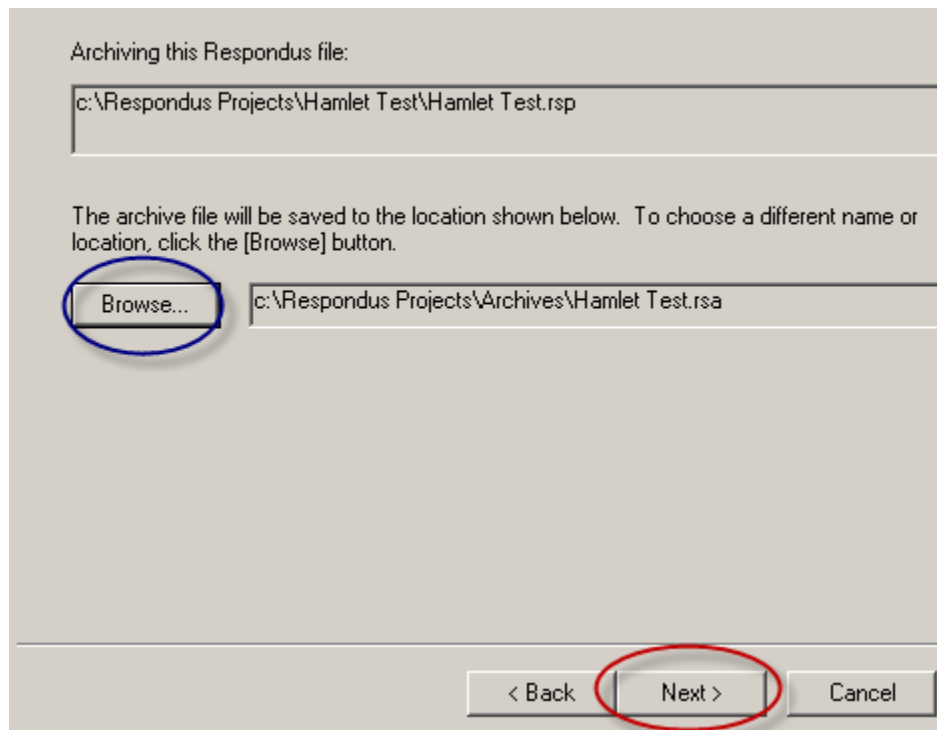 Archiving this Respondus file:
c:\Respondus Projects\Hamlet Test\Hamlet Test.rsp
The archive file will be saved to the location shown below.  To choose a different name or
location, click the [Browse] button.
Browse...
c:\Respondus Projects\Archives\Hamlet Test.rsa
< Back
Next >
Cancel